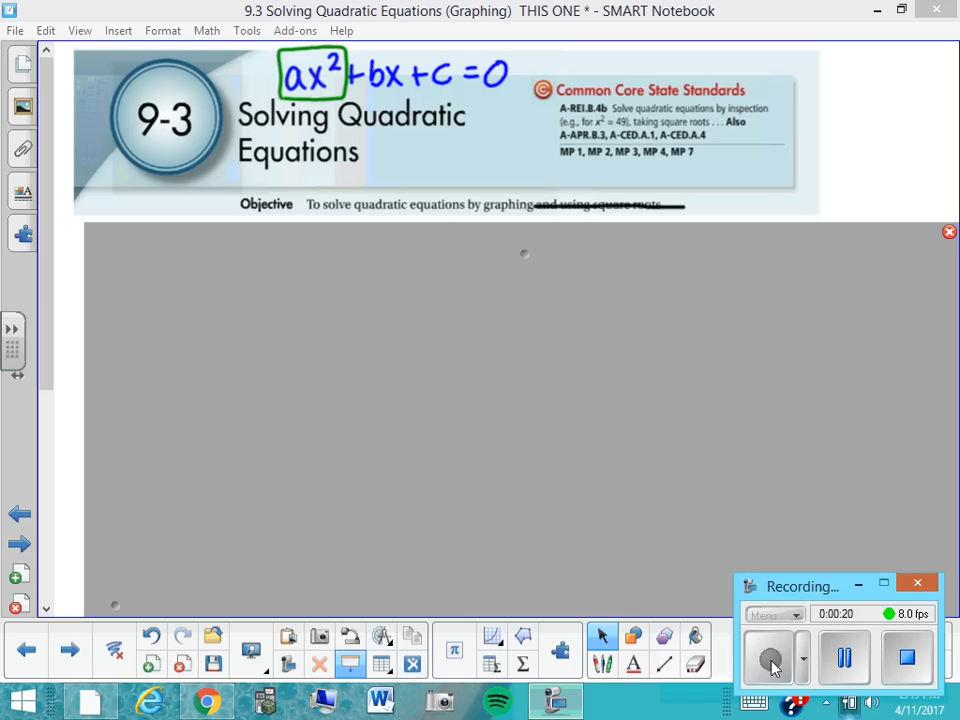 9.3 Solving Quadratic Equations (Graphing) THIS ONE * - SMART Notebook
File Edit View Insert Format Math Tools Add-ons Help
ax²+bx+c=0
9-3
Solving Quadratic
Equations
Common Core State Standards
A-REI.B.4b Solve quadratic equations by inspection
(e.g., for x² = 49), taking square roots . . . Also
A-APR.B.3, A-CED.A.1, A-CED.A.4
MP 1, MP 2, MP 3, MP 4, MP 7
Objective To solve quadratic equations by graphing and using square roots
Recording...
Menu 0:00:20 8.0 fps
4/11/2017